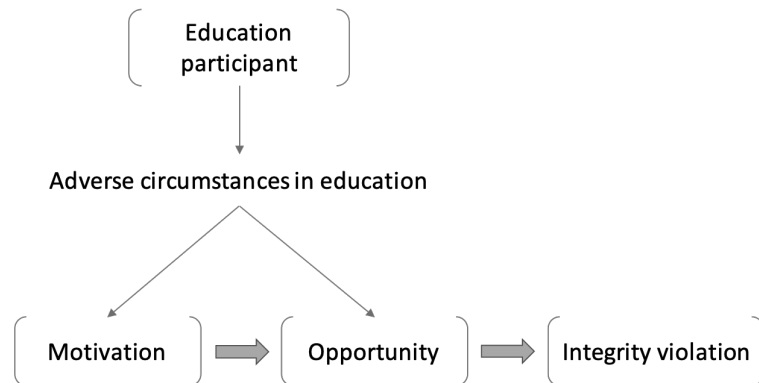 Education
participant
Adverse circumstances in education
Motivation
Opportunity
Integrity violation